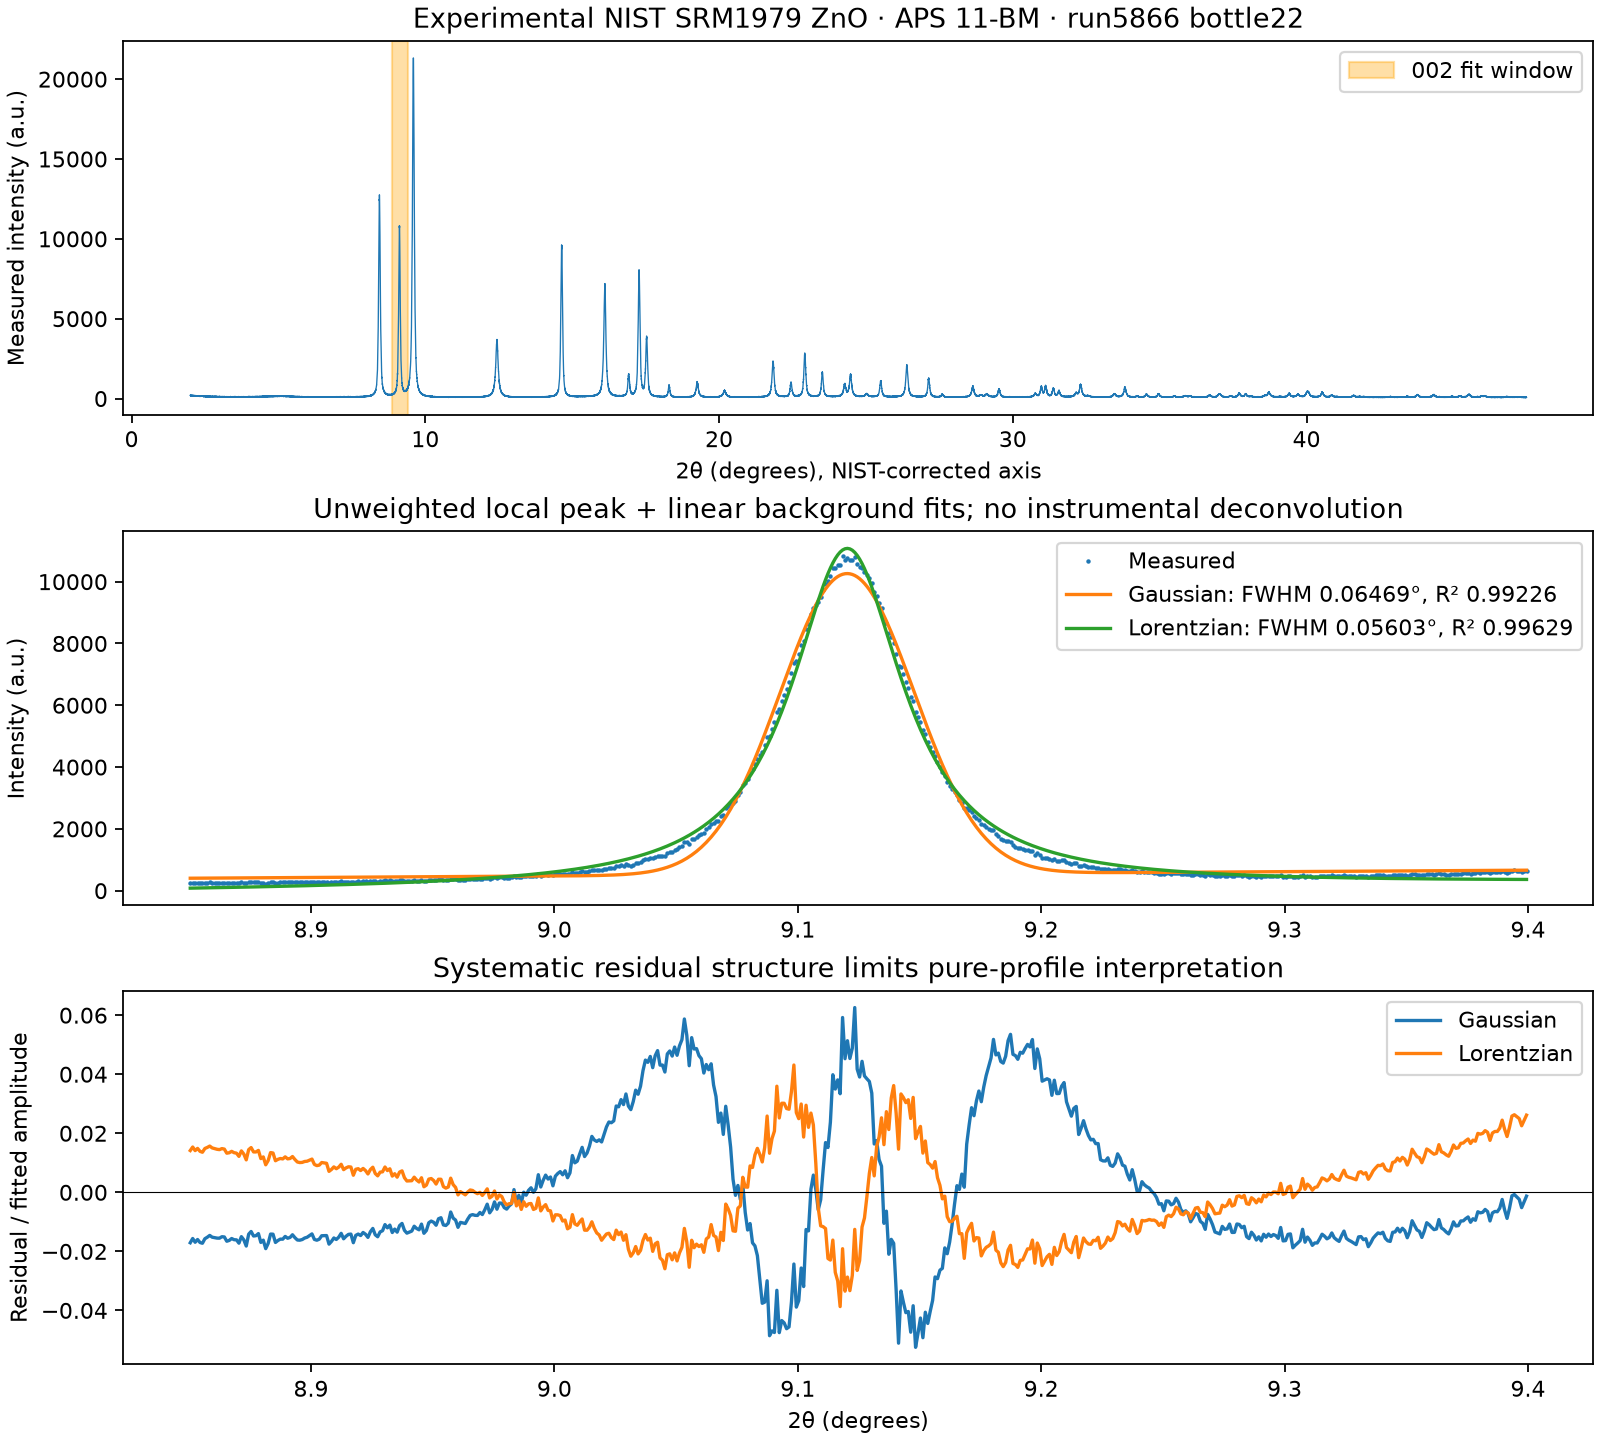 Experimental NIST SRM1979 ZnO · APS 11-BM · run5866 bottle22
Measured intensity (a.u.)
20000
15000
10000
5000
0
002 fit window
0 10 20 30 40
2θ (degrees), NIST-corrected axis
Unweighted local peak + linear background fits; no instrumental deconvolution
Intensity (a.u.)
10000
8000
6000
4000
2000
0
Measured
Gaussian: FWHM 0.06469°, R² 0.99226
Lorentzian: FWHM 0.05603°, R² 0.99629
8.9 9.0 9.1 9.2 9.3 9.4
Systematic residual structure limits pure-profile interpretation
Residual / fitted amplitude
0.06
0.04
0.02
0.00
−0.02
−0.04
Gaussian
Lorentzian
8.9 9.0 9.1 9.2 9.3 9.4
2θ (degrees)